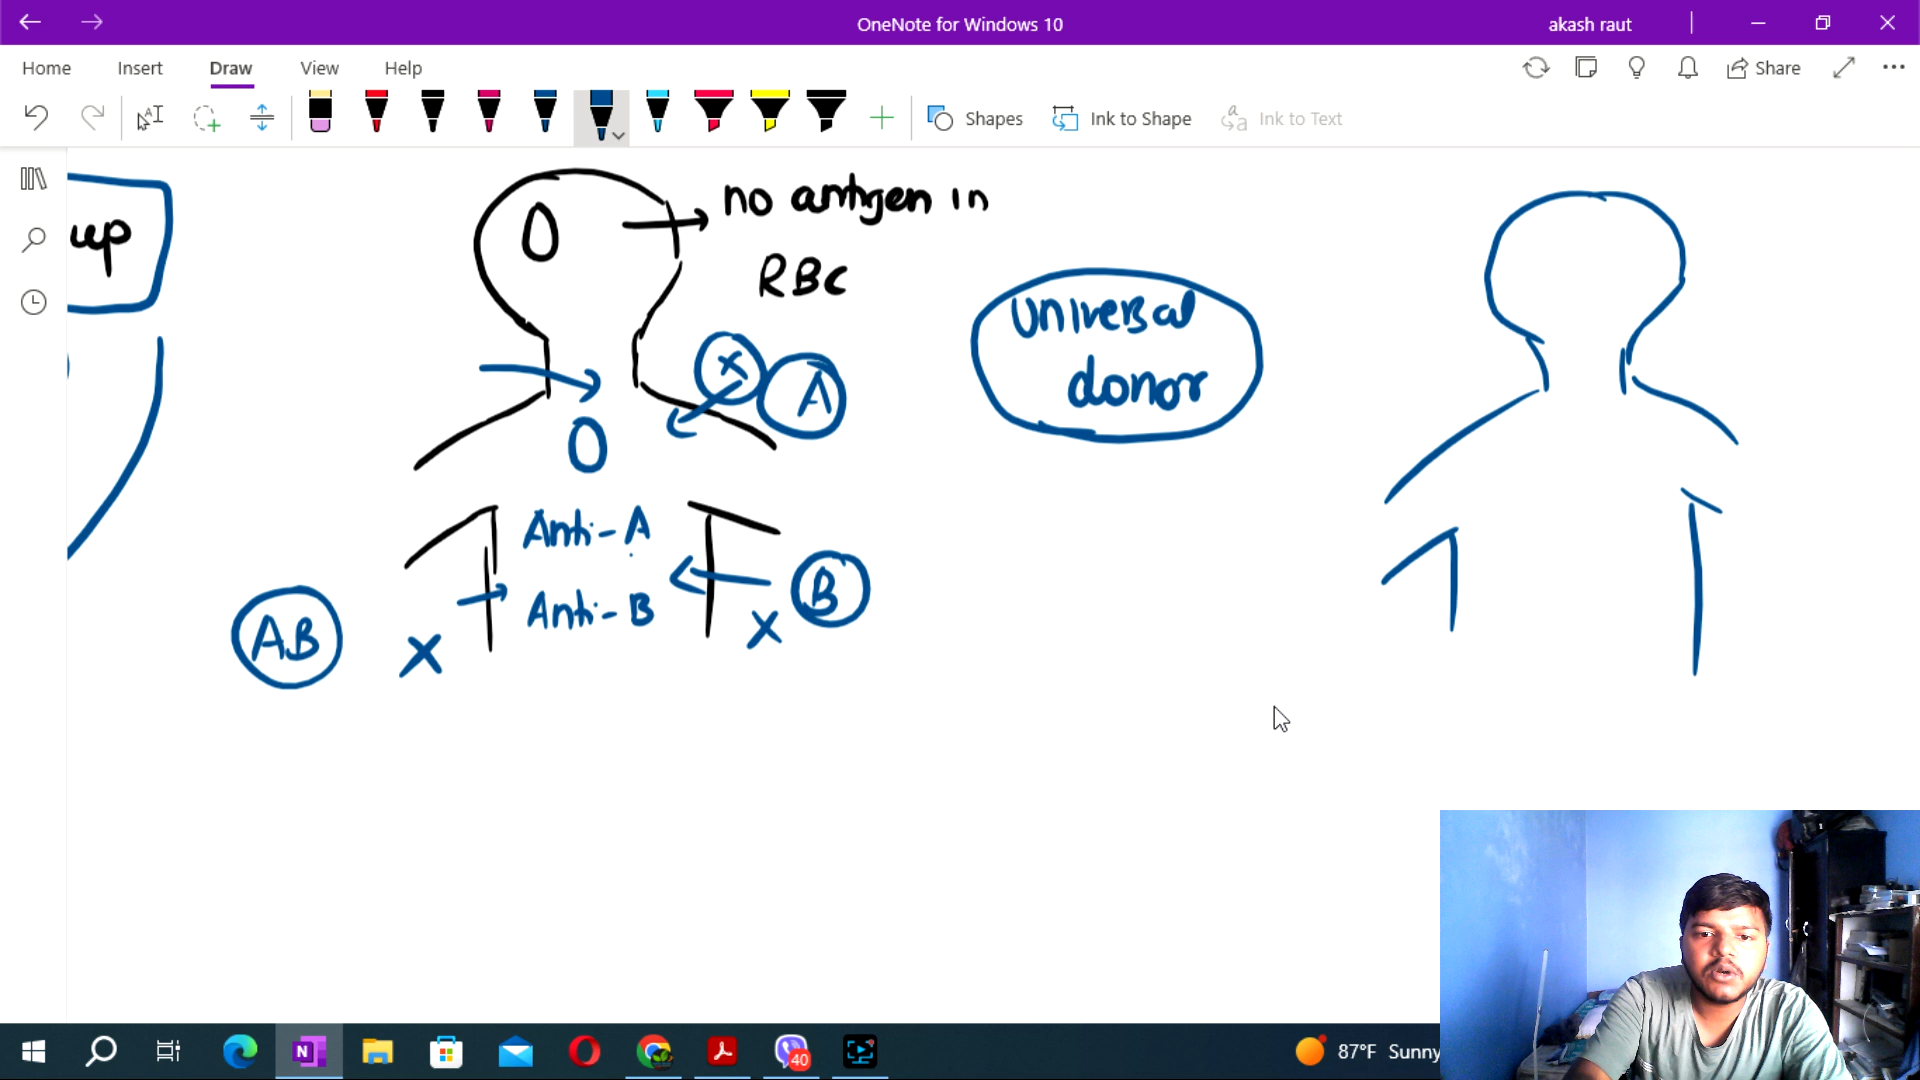 OneNote for Windows 10
akash raut
Home
Insert
Draw
View
Help
Share
Shapes
Ink to Shape
Ink to Text
up
O
no antigen in
RBC
Universal
donor
x
A
O
Anti-A
Anti-B
B
x
AB
x
40
87°F Sunny